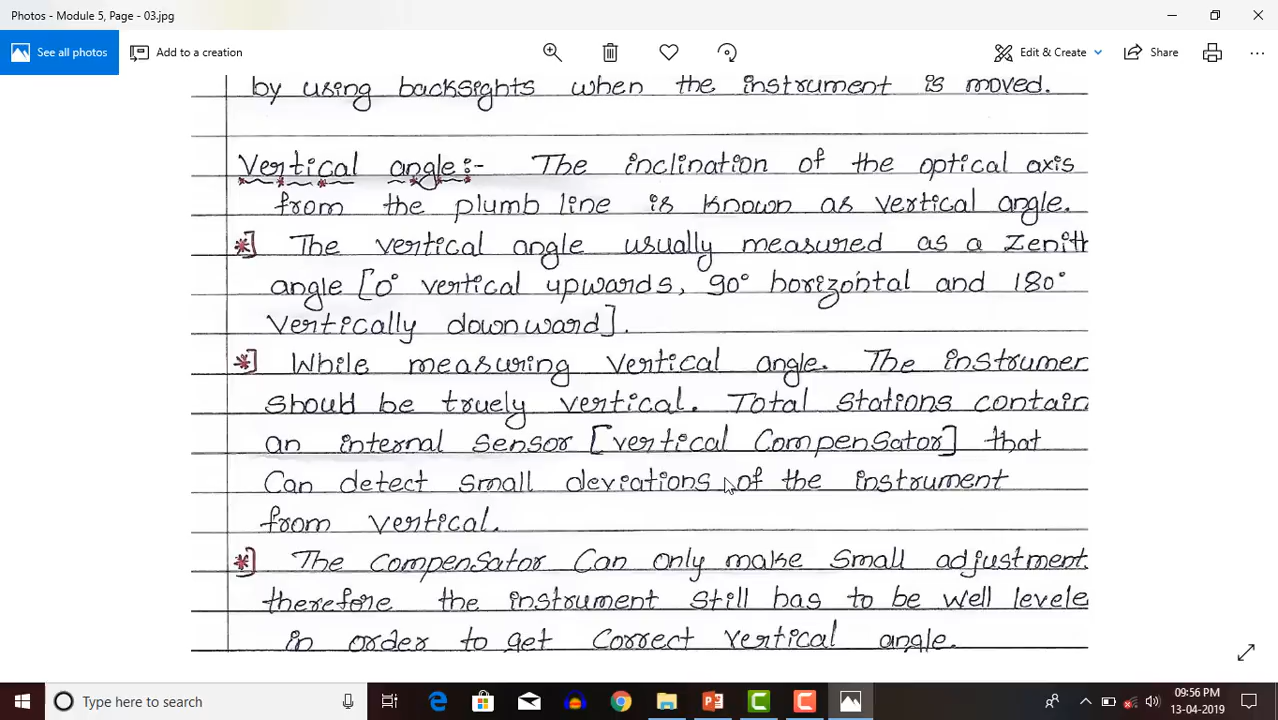 Photos - Module 5, Page - 03.jpg
See all photos
Add to a creation
Edit & Create
Share
by using backsights when the instrument is moved.
Vertical angle:- The inclination of the optical axis
from the plumb line is known as vertical angle.
*] The vertical angle usually measured as a Zenith
angle [0° vertical upwards, 90° horizontal and 180°
vertically downward].
*] While measuring vertical angle. The instrumer
should be truely vertical. Total stations contain
an internal sensor [vertical Compensator] that
Can detect small deviations of the instrument
from vertical.
*] The compensator Can only make small adjustment
therefore the instrument still has to be well levele
in order to get Correct vertical angle.
Type here to search
09:56 PM
13-04-2019